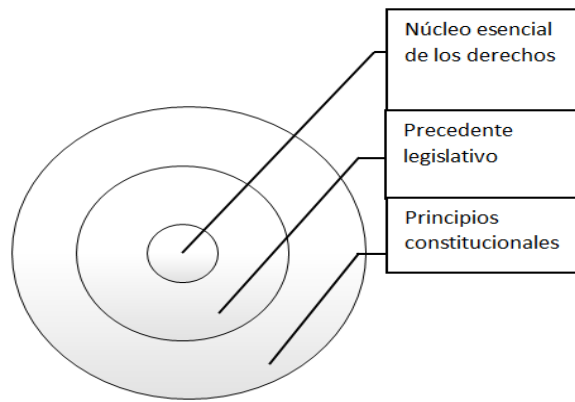 Núcleo esencial
de los derechos
Precedente
legislativo
Principios
constitucionales